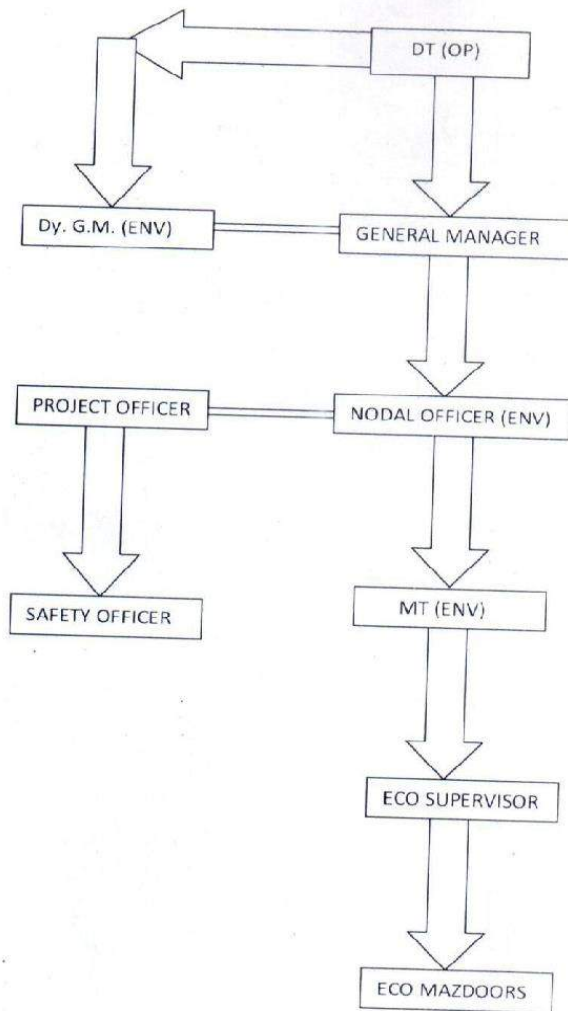 DT (OP)
Dy. G.M. (ENV)
GENERAL MANAGER
PROJECT OFFICER
NODAL OFFICER (ENV)
SAFETY OFFICER
MT (ENV)
ECO SUPERVISOR
ECO MAZDOORS